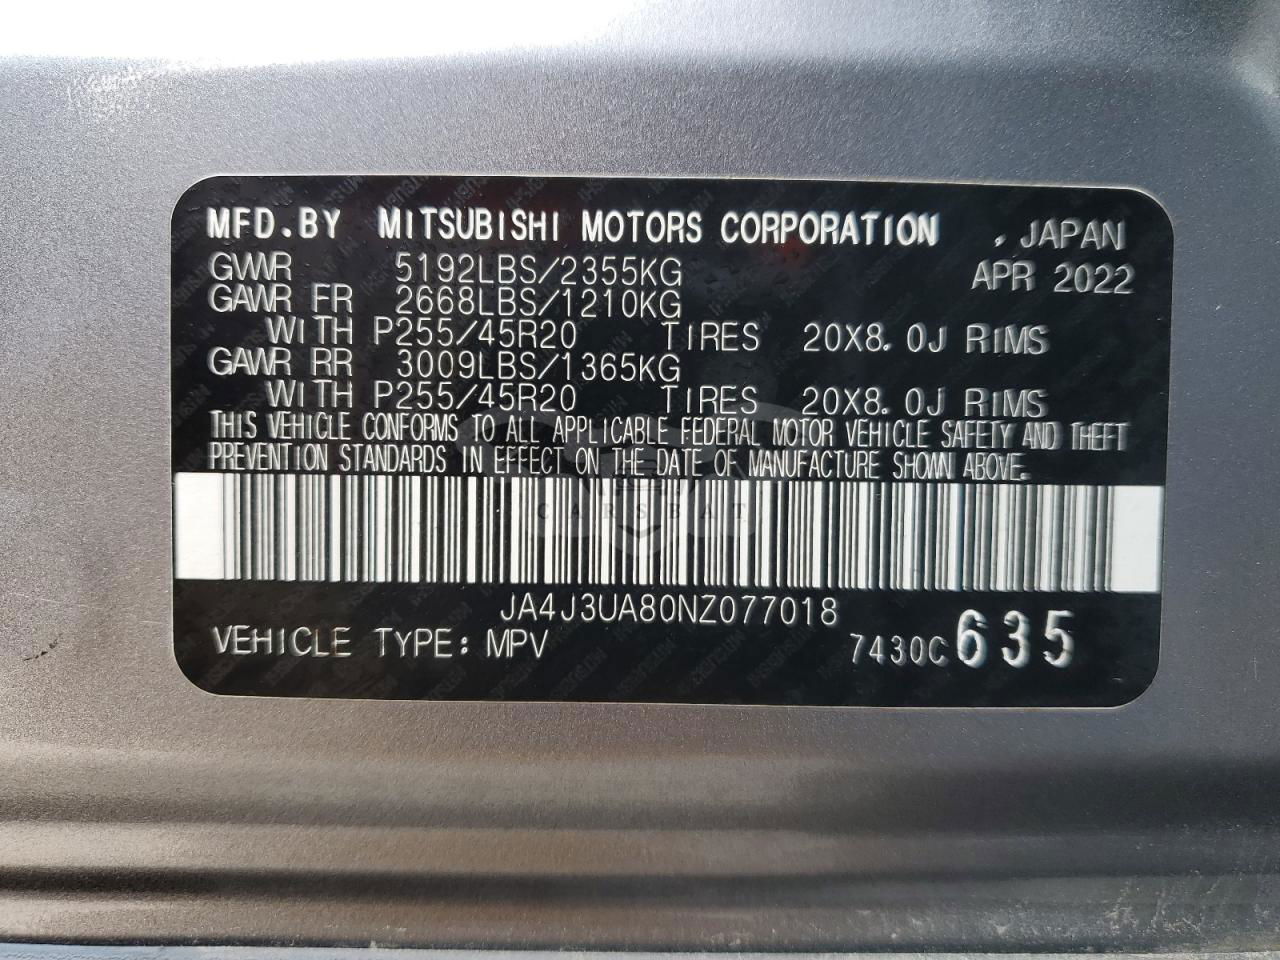 MFD.BY MITSUBISHI MOTORS CORPORATION , JAPAN
GVWR 5192LBS/2355KG APR 2022
GAWR FR 2668LBS/1210KG
WITH P255/45R20 TIRES 20X8.0J RIMS
GAWR RR 3009LBS/1365KG
WITH P255/45R20 TIRES 20X8.0J RIMS
THIS VEHICLE CONFORMS TO ALL APPLICABLE FEDERAL MOTOR VEHICLE SAFETY AND THEFT
PREVENTION STANDARDS IN EFFECT ON THE DATE OF MANUFACTURE SHOWN ABOVE.
CARSBAT
JA4J3UA80NZ077018
VEHICLE TYPE: MPV 7430C 635